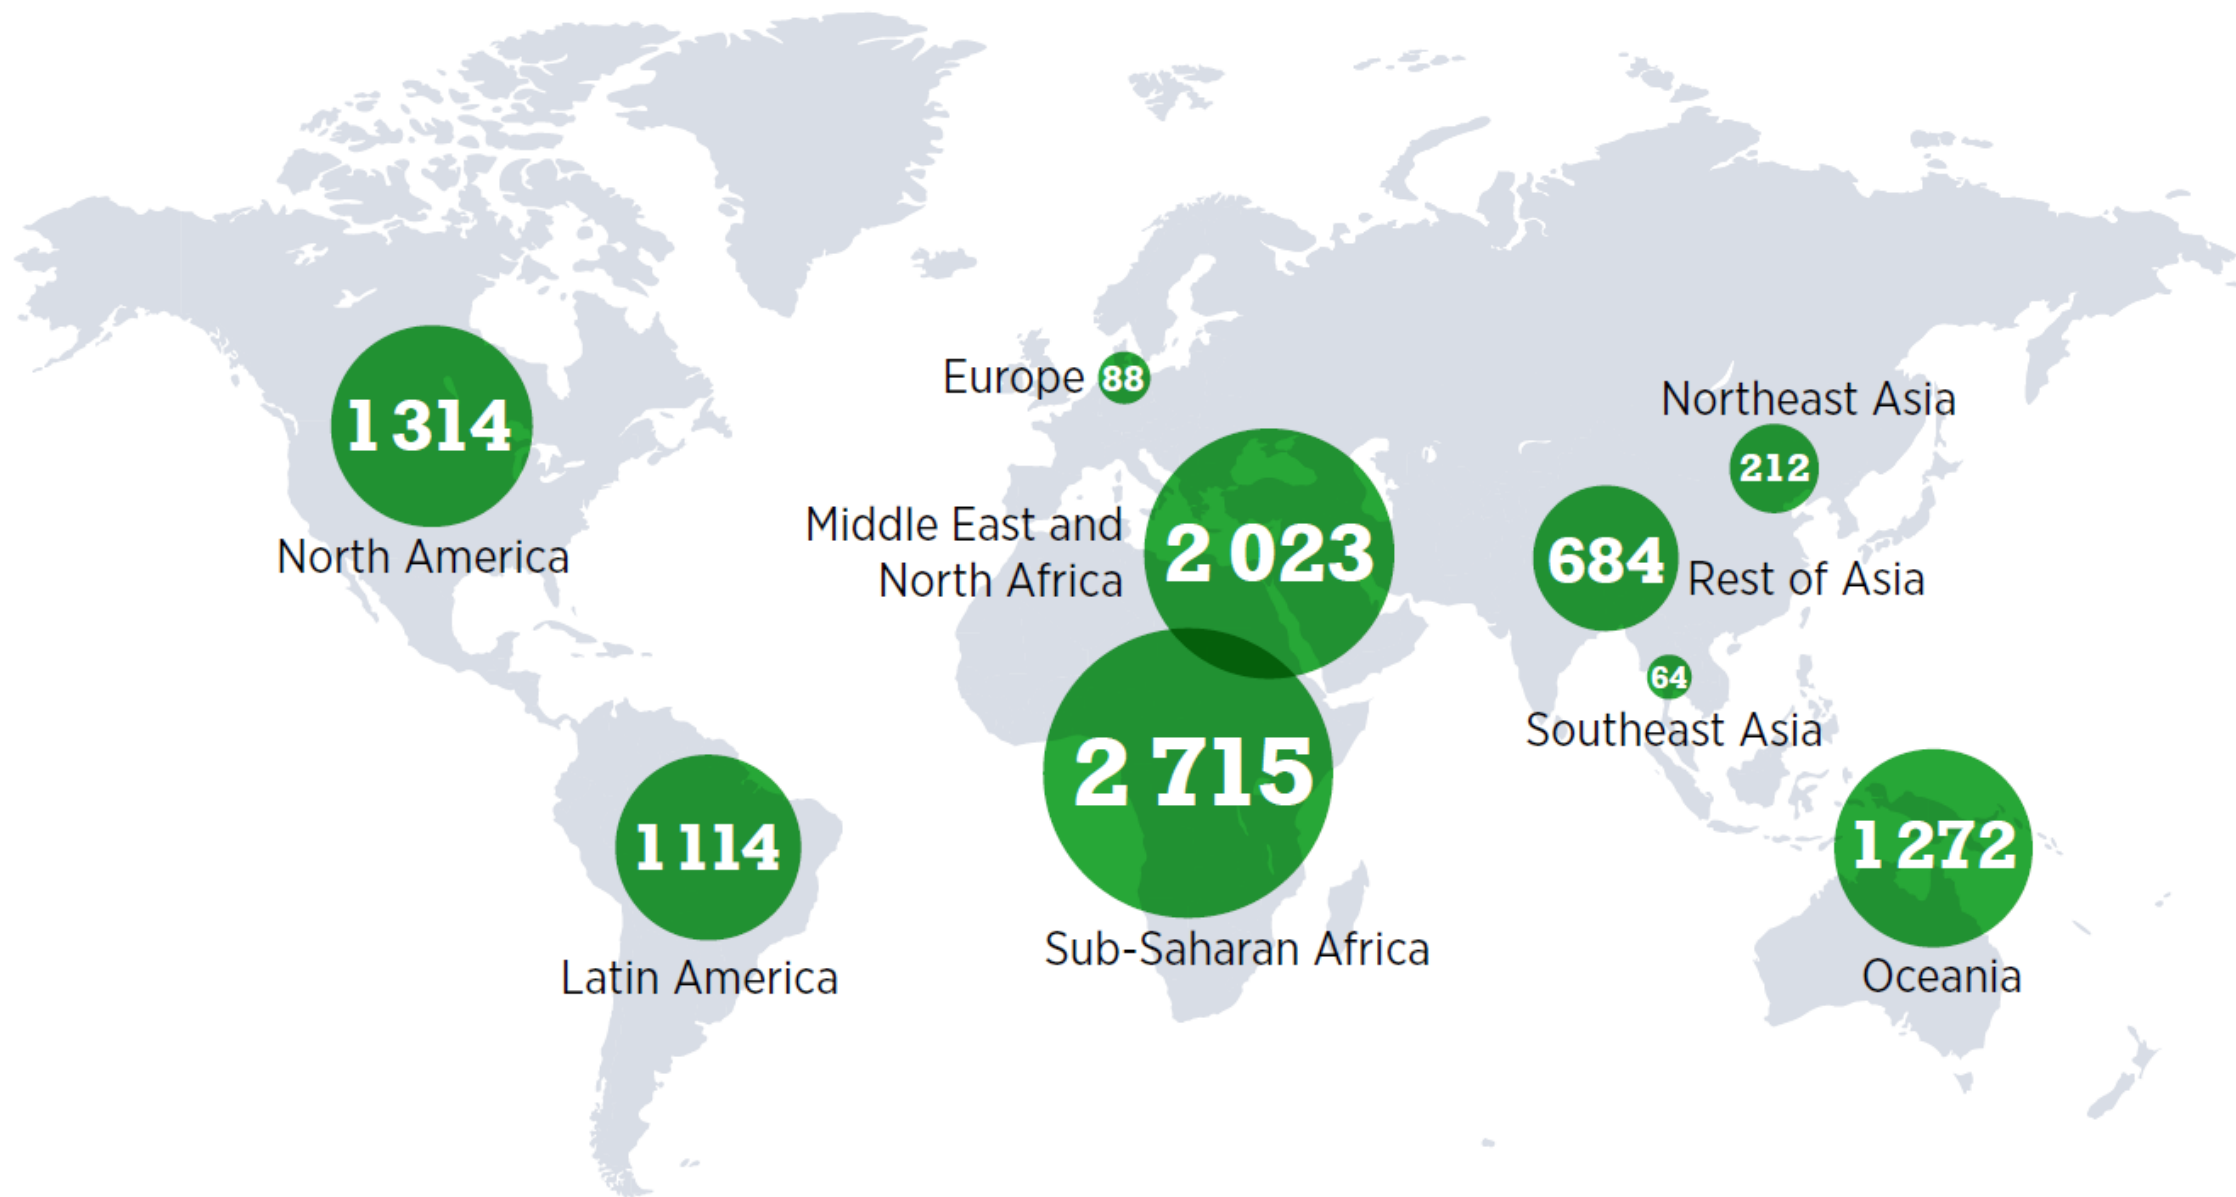 Europe 88
Northeast Asia
212
1 314
North America
Middle East and
North Africa
2 023
684
Rest of Asia
64
Southeast Asia
2 715
Sub-Saharan Africa
1 114
Latin America
1 272
Oceania